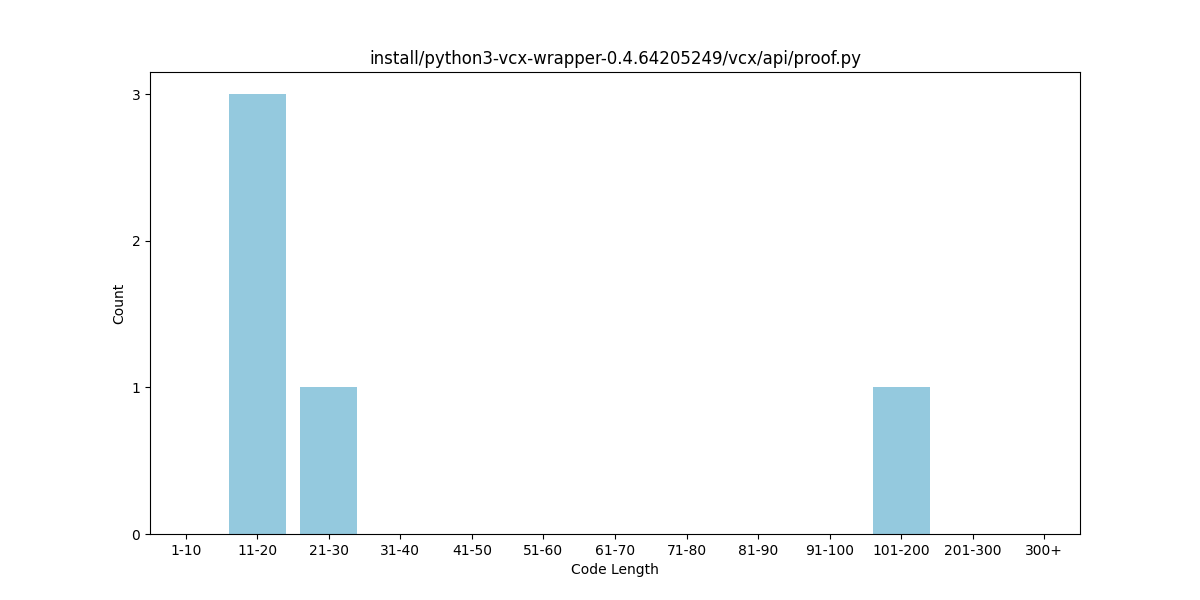 install/python3-vcx-wrapper-0.4.64205249/vcx/api/proof.py
3
2
1
0
Count
1-10 11-20 21-30 31-40 41-50 51-60 61-70 71-80 81-90 91-100 101-200 201-300 300+
Code Length